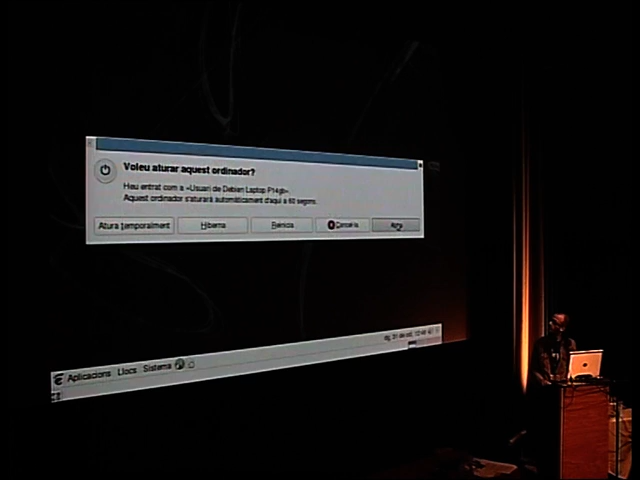 Voleu aturar aquest ordinador?
Heu entrat com a «Usuari de Debian Laptop P14gb».
Aquest ordinador s'aturarà automàticament d'aquí a 60 segons.
Atura temporalment Hiberna Reinicia Cancel·la Atura
Aplicacions Llocs Sistema